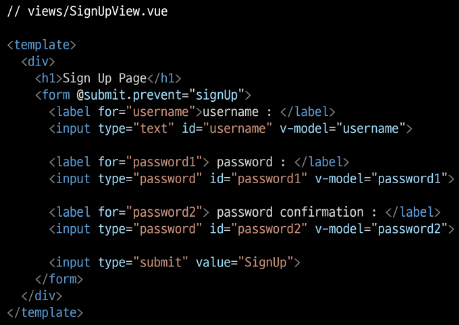 // views/SignUpView.vue

<template>
  <div>
    <h1>Sign Up Page</h1>
    <form @submit.prevent="signUp">
      <label for="username">username : </label>
      <input type="text" id="username" v-model="username">

      <label for="password1"> password : </label>
      <input type="password" id="password1" v-model="password1">

      <label for="password2"> password confirmation : </label>
      <input type="password" id="password2" v-model="password2">

      <input type="submit" value="SignUp">
    </form>
  </div>
</template>